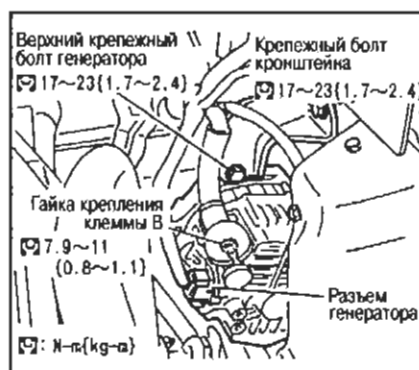 Верхний крепежный
болт генератора
17~23{1.7~2.4}
Крепежный болт
кронштейна
17~23{1.7~2.4}
Гайка крепления
клеммы В
7.9~11
{0.8~1.1}
Разъем
генератора
: N-m{kg-m}